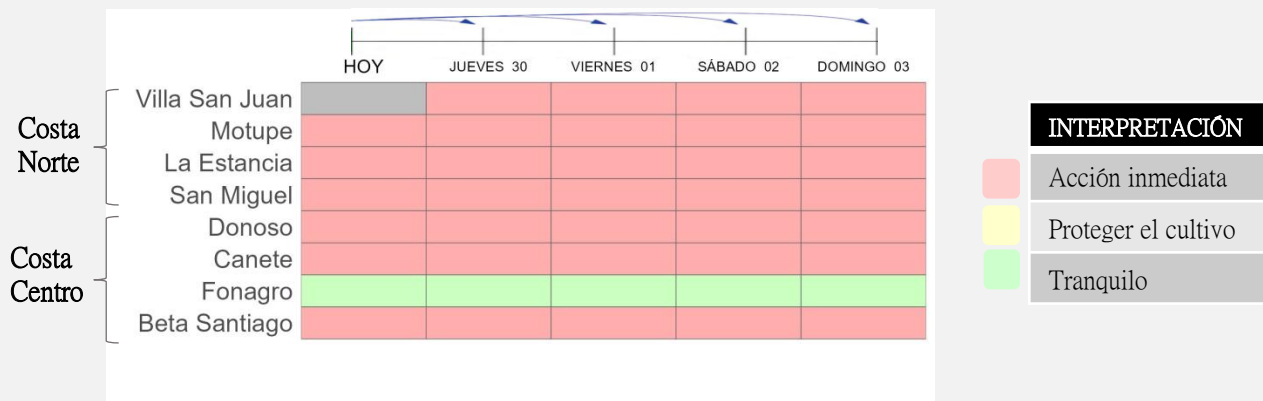 HOY JUEVES 30 VIERNES 01 SÁBADO 02 DOMINGO 03
Costa
Norte
Villa San Juan
Motupe
La Estancia
San Miguel
Costa
Centro
Donoso
Canete
Fonagro
Beta Santiago
INTERPRETACIÓN
Acción inmediata
Proteger el cultivo
Tranquilo